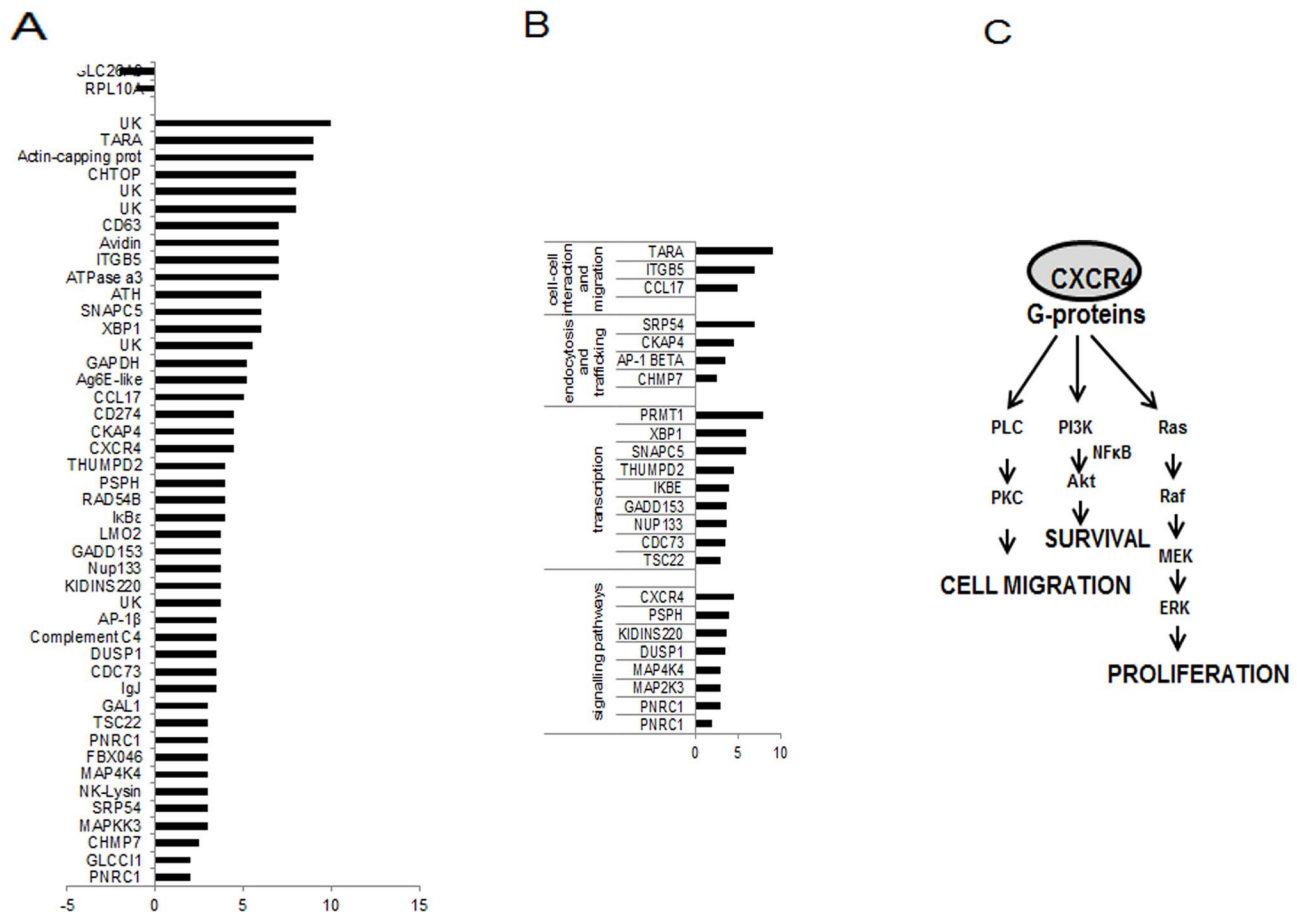 A
RPL10A
UK
TARA
Actin-capping prot
CHTOP
UK
UK
CD63
Avidin
ITGB5
ATPase a3
ATH
SNAPC5
XBP1
UK
GAPDH
Ag6E-like
CCL17
CD274
CKAP4
CXCR4
THUMPD2
PSPH
RAD54B
IκBε
LMO2
GADD153
Nup133
KIDINS220
UK
AP-1β
Complement C4
DUSP1
CDC73
IgJ
GAL1
TSC22
PNRC1
FBX046
MAP4K4
NK-Lysin
SRP54
MAPKK3
CHMP7
GLCCI1
PNRC1
-5 0 5 10 15
B
cell-cell
interaction
and
migration
TARA
ITGB5
CCL17
endocytosis
and
trafficking
SRP54
CKAP4
AP-1 BETA
CHMP7
transcription
PRMT1
XBP1
SNAPC5
THUMPD2
IKBE
GADD153
NUP133
CDC73
TSC22
signalling pathways
CXCR4
PSPH
KIDINS220
DUSP1
MAP4K4
MAP2K3
PNRC1
PNRC1
0 5 10
C
CXCR4
G-proteins
PLC PI3K Ras
NFκB
PKC Akt Raf
SURVIVAL
MEK
CELL MIGRATION
ERK
PROLIFERATION